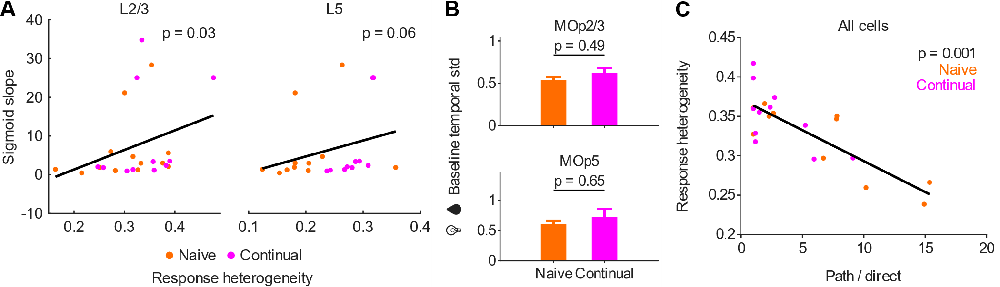 A
L2/3
L5
p = 0.03
p = 0.06
Sigmoid slope
40
30
20
10
0
-10
0.2
0.3
0.4
0.1
0.2
0.3
0.4
Naive
Continual
Response heterogeneity
B
MOp2/3
p = 0.49
1
0.5
0
Baseline temporal std
MOp5
p = 0.65
1
0.5
0
Naive Continual
C
All cells
p = 0.001
Naive
Continual
Response heterogeneity
0.45
0.4
0.35
0.3
0.25
0.2
0
5
10
15
20
Path / direct